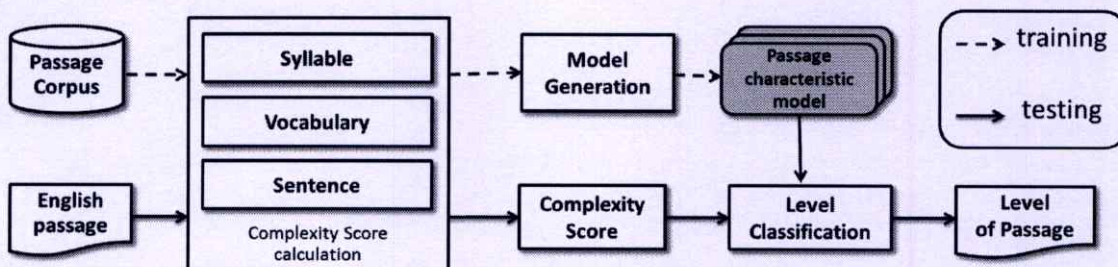 Passage
Corpus
Syllable
Vocabulary
Sentence
Complexity Score
calculation
Model
Generation
Passage
characteristic
model
training
testing
English
passage
Complexity
Score
Level
Classification
Level
of Passage